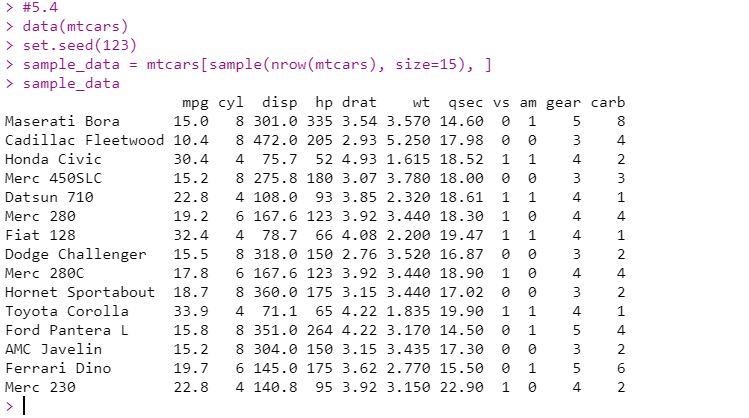 > #5.4
> data(mtcars)
> set.seed(123)
> sample_data = mtcars[sample(nrow(mtcars), size=15), ]
> sample_data
                    mpg cyl  disp  hp drat    wt  qsec vs am gear carb
Maserati Bora      15.0   8 301.0 335 3.54 3.570 14.60  0  1    5    8
Cadillac Fleetwood 10.4   8 472.0 205 2.93 5.250 17.98  0  0    3    4
Honda Civic        30.4   4  75.7  52 4.93 1.615 18.52  1  1    4    2
Merc 450SLC        15.2   8 275.8 180 3.07 3.780 18.00  0  0    3    3
Datsun 710         22.8   4 108.0  93 3.85 2.320 18.61  1  1    4    1
Merc 280           19.2   6 167.6 123 3.92 3.440 18.30  1  0    4    4
Fiat 128           32.4   4  78.7  66 4.08 2.200 19.47  1  1    4    1
Dodge Challenger   15.5   8 318.0 150 2.76 3.520 16.87  0  0    3    2
Merc 280C          17.8   6 167.6 123 3.92 3.440 18.90  1  0    4    4
Hornet Sportabout  18.7   8 360.0 175 3.15 3.440 17.02  0  0    3    2
Toyota Corolla     33.9   4  71.1  65 4.22 1.835 19.90  1  1    4    1
Ford Pantera L     15.8   8 351.0 264 4.22 3.170 14.50  0  1    5    4
AMC Javelin        15.2   8 304.0 150 3.15 3.435 17.30  0  0    3    2
Ferrari Dino       19.7   6 145.0 175 3.62 2.770 15.50  0  1    5    6
Merc 230           22.8   4 140.8  95 3.92 3.150 22.90  1  0    4    2
>